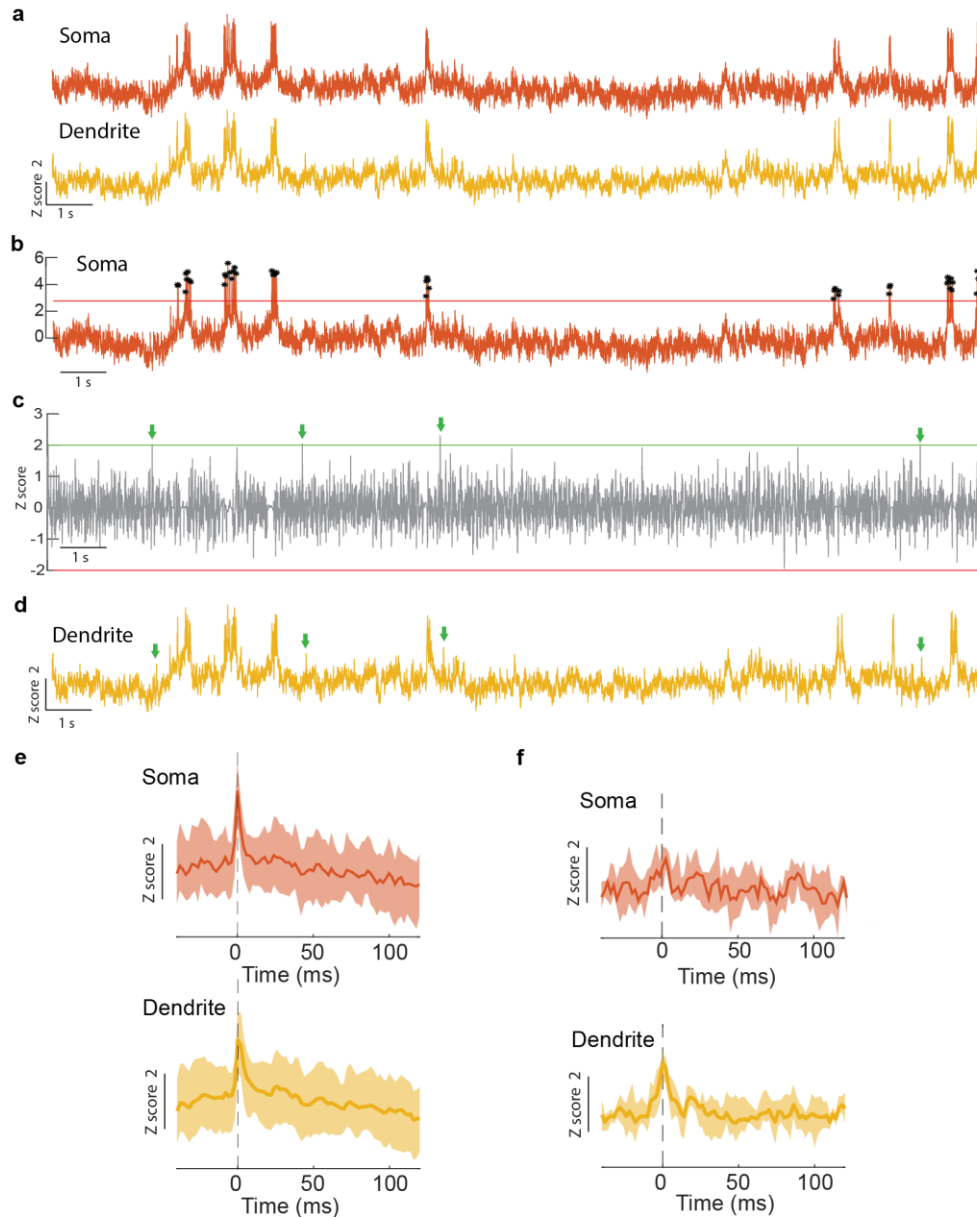 a
Soma
Dendrite
Z score 2
1 s
b
Soma
6
4
2
0
1 s
c
3
2
1
0
-1
-2
Z score
1 s
d
Dendrite
Z score 2
1 s
e
Soma
Z score 2
0 50 100
Time (ms)
Dendrite
Z score 2
0 50 100
Time (ms)
f
Soma
Z score 2
0 50 100
Time (ms)
Dendrite
Z score 2
0 50 100
Time (ms)